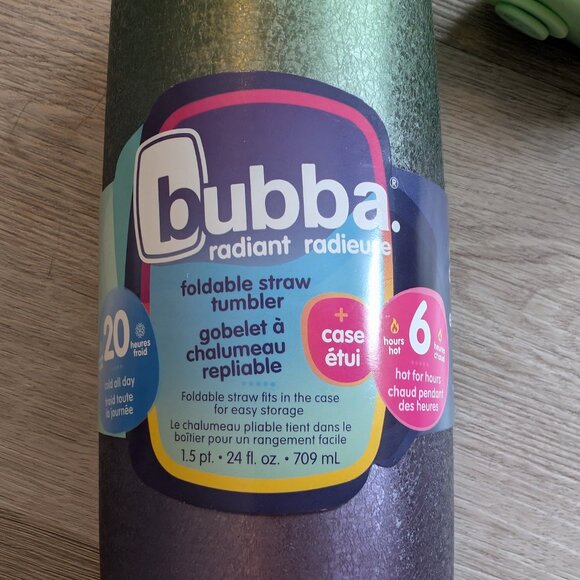 bubba.®
radiant radieuse
foldable straw
tumbler
gobelet à
chalumeau
repliable
+
case
étui
Foldable straw fits in the case
for easy storage
Le chalumeau pliable tient dans le
boîtier pour un rangement facile
1.5 pt. • 24 fl. oz. • 709 mL
20
heures
froid
cold all day
froid toute
la journée
hours
hot
6
heures
chaud
hot for hours
chaud pendant
des heures